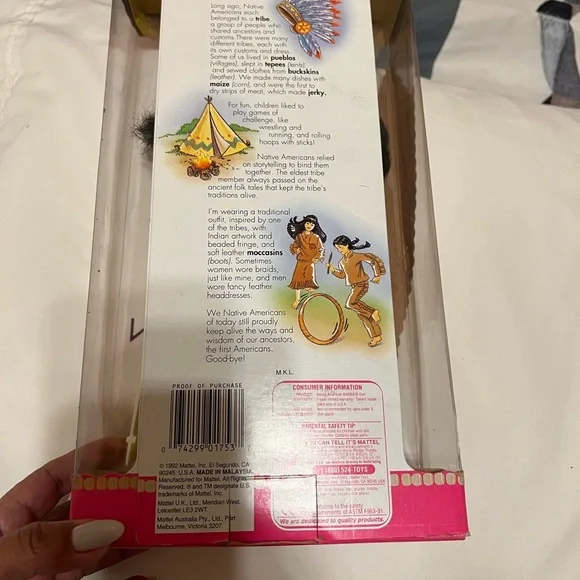 Long ago, Native
Americans each
belonged to a tribe,
a group of people who
shared ancestors and
customs. There were many
different tribes, each with
its own customs and dress.
Some of us lived in pueblos
(villages), slept in tepees (tents),
and sewed clothes from buckskins
(leather). We made many dishes with
maize (corn), and were the first to
dry strips of meat, which made jerky.
For fun, children liked to
play games of
challenge, like
wrestling and
running, and rolling
hoops with sticks!
Native Americans relied
on storytelling to bind them
together. The eldest tribe
member always passed on the
ancient folk tales that kept the tribe's
traditions alive.
I'm wearing a traditional
outfit, inspired by one
of the tribes, with
Indian artwork and
beaded fringe, and
soft leather moccasins
(boots). Sometimes
women wore braids,
just like mine, and men
wore fancy feather
headdresses.
We Native Americans
of today still proudly
keep alive the ways and
wisdom of our ancestors,
the first Americans.
Good-bye!
M.K.L.
PROOF OF PURCHASE
0 74299 01753
© 1992 Mattel, Inc. El Segundo, CA
90245. U.S.A. MADE IN MALAYSIA.
Manufactured for Mattel. All Rights
Reserved. ® and TM designate U.S.
trademarks of Mattel, Inc.
Mattel U.K., Ltd., Meridian West,
Leicester LE3 2WT.
Mattel Australia Pty., Ltd., Port
Melbourne, Victoria 3207.
CONSUMER INFORMATION
PARENTAL SAFETY TIP:
YOU CAN TELL IT'S MATTEL
1 (800) 524-TOYS
of ASTM F963-91
We are dedicated to quality products.